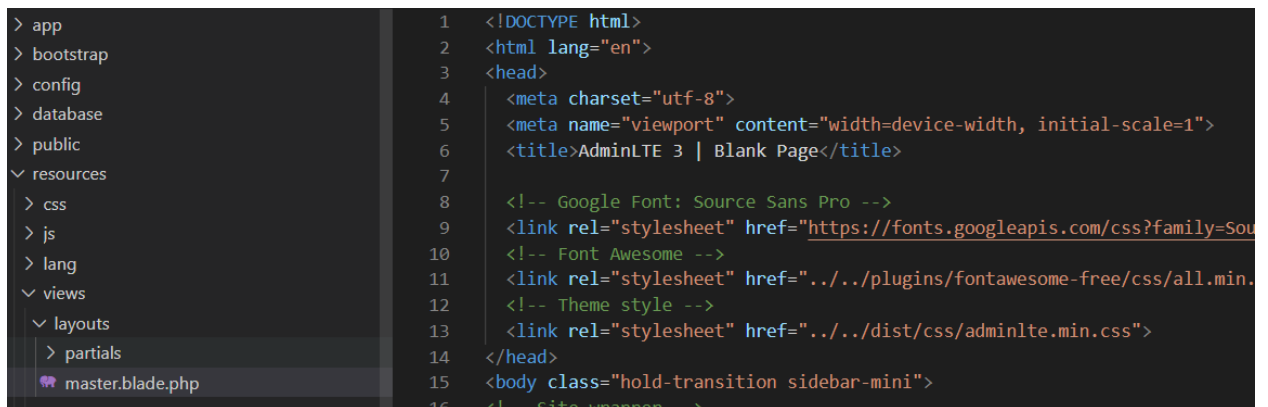 app
bootstrap
config
database
public
resources
css
js
lang
views
layouts
partials
master.blade.php
1 <!DOCTYPE html>
2 <html lang="en">
3 <head>
4 <meta charset="utf-8">
5 <meta name="viewport" content="width=device-width, initial-scale=1">
6 <title>AdminLTE 3 | Blank Page</title>
7
8 <!-- Google Font: Source Sans Pro -->
9 <link rel="stylesheet" href="https://fonts.googleapis.com/css?family=Sou
10 <!-- Font Awesome -->
11 <link rel="stylesheet" href="../../plugins/fontawesome-free/css/all.min.
12 <!-- Theme style -->
13 <link rel="stylesheet" href="../../dist/css/adminlte.min.css">
14 </head>
15 <body class="hold-transition sidebar-mini">